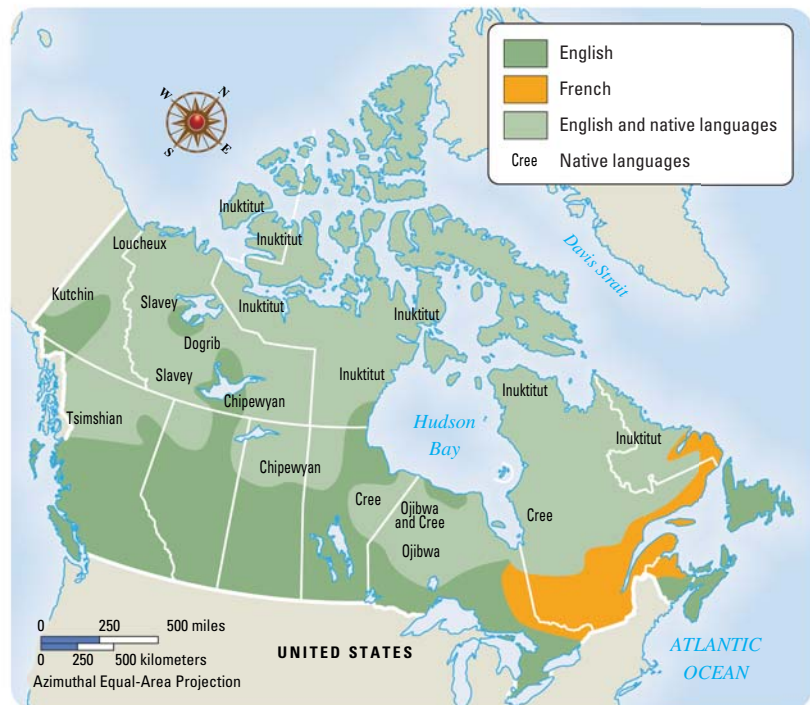 English
French
English and native languages
Cree Native languages
N
W
E
S
Inuktitut
Inuktitut
Loucheux
Davis Strait
Kutchin
Slavey
Inuktitut
Inuktitut
Dogrib
Slavey
Inuktitut
Inuktitut
Chipewyan
Tsimshian
Hudson
Bay
Inuktitut
Chipewyan
Cree
Ojibwa
and Cree
Cree
Ojibwa
0 250 500 miles
0 250 500 kilometers
Azimuthal Equal-Area Projection
UNITED STATES
ATLANTIC
OCEAN